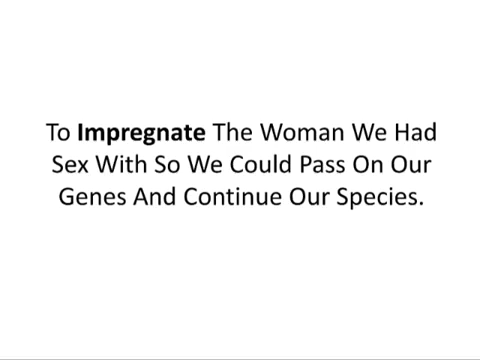 To Impregnate The Woman We Had
Sex With So We Could Pass On Our
Genes And Continue Our Species.